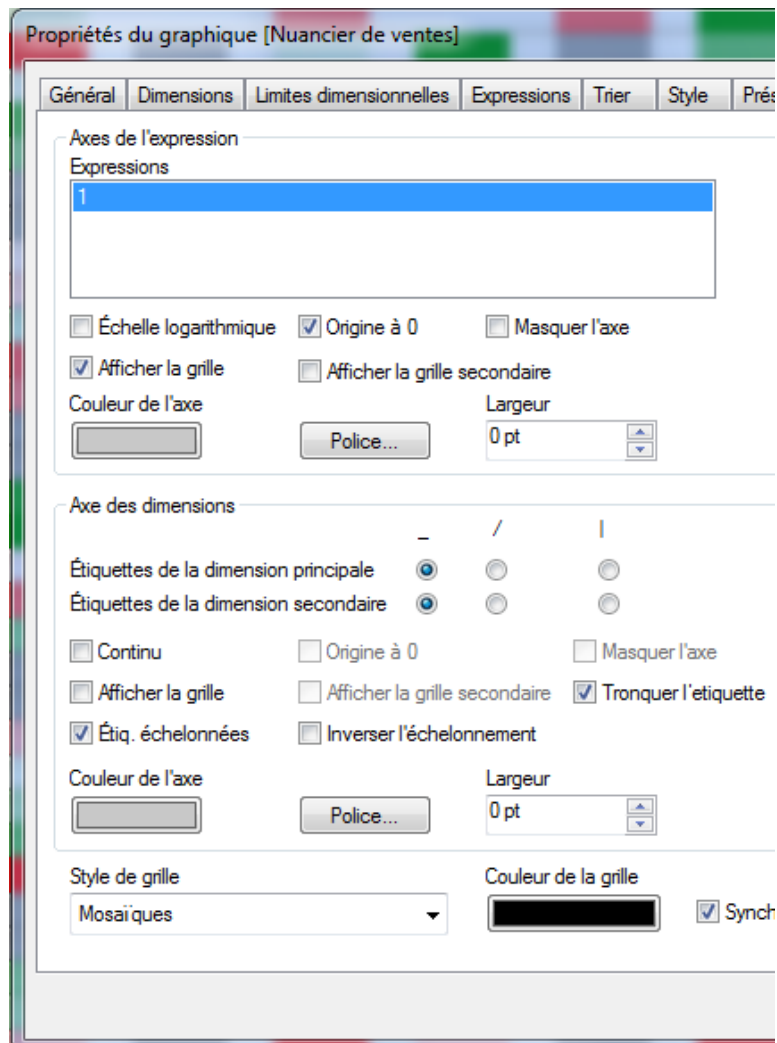 Propriétés du graphique [Nuancier de ventes]
Général Dimensions Limites dimensionnelles Expressions Trier Style Prés
Axes de l'expression
Expressions
1
Échelle logarithmique Origine à 0 Masquer l'axe
Afficher la grille Afficher la grille secondaire
Couleur de l'axe Largeur
Police... 0 pt
Axe des dimensions
_ / |
Étiquettes de la dimension principale
Étiquettes de la dimension secondaire
Continu Origine à 0 Masquer l'axe
Afficher la grille Afficher la grille secondaire Tronquer l'etiquette
Étiq. échelonnées Inverser l'échelonnement
Couleur de l'axe Largeur
Police... 0 pt
Style de grille Couleur de la grille
Mosaïques Synch